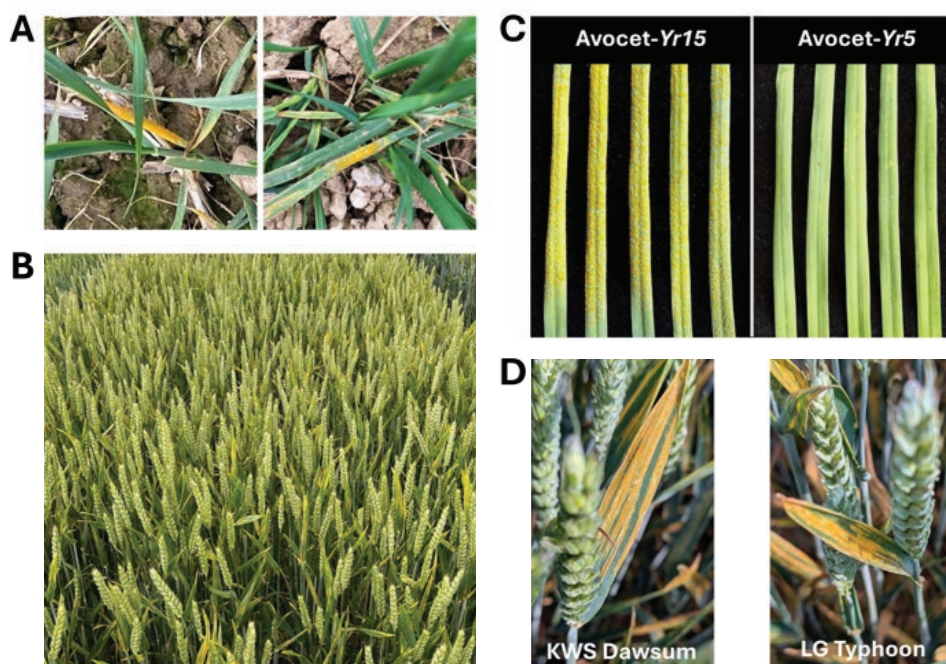 A
B
C
Avocet-Yr15
Avocet-Yr5
D
KWS Dawsum
LG Typhoon